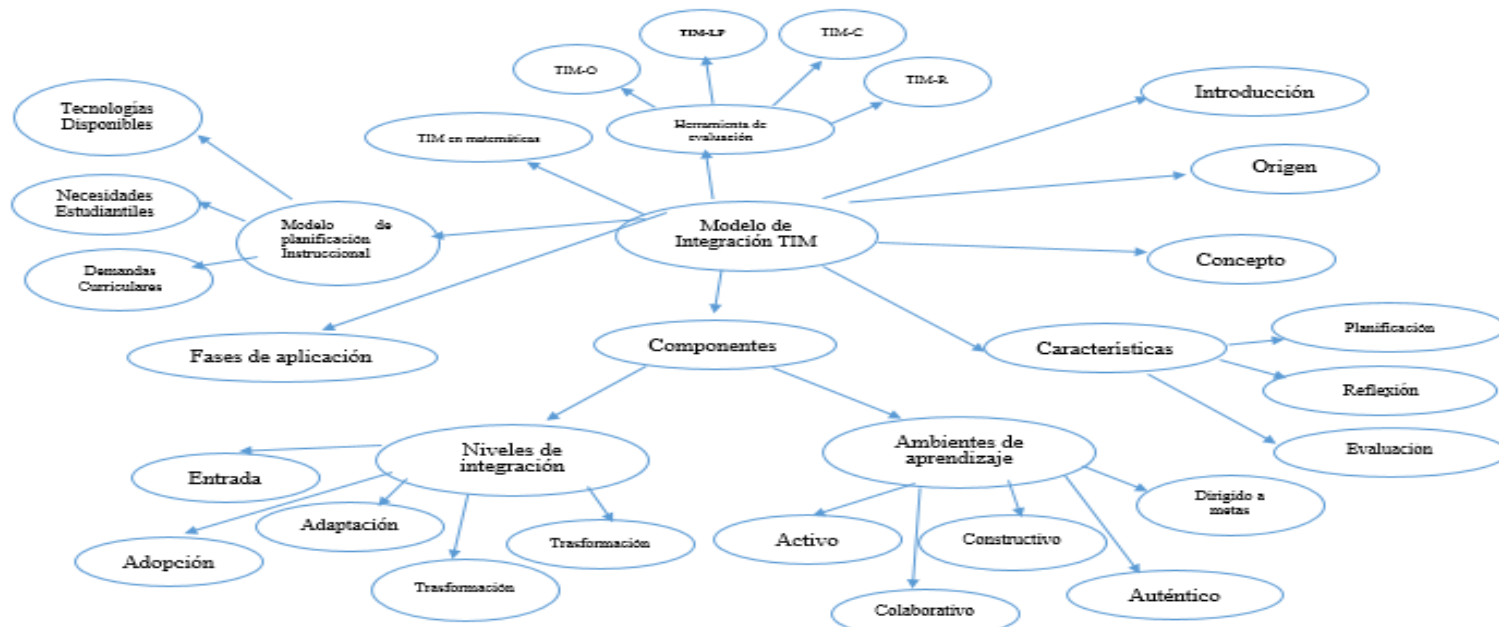 TIM-LP
TIM-C
TIM-O
TIM-R
Introducción
Tecnologías
Disponibles
Herramienta de
evaluación
TIM en matemáticas
Origen
Necesidades
Estudiantiles
Modelo de
planificación
Instruccional
Modelo de
Integración TIM
Concepto
Demandas
Curriculares
Fases de aplicación
Componentes
Características
Planificación
Reflexión
Evaluación
Niveles de
integración
Ambientes de
aprendizaje
Entrada
Adaptación
Adopción
Trasformación
Trasformación
Activo
Constructivo
Dirigido a
metas
Colaborativo
Auténtico